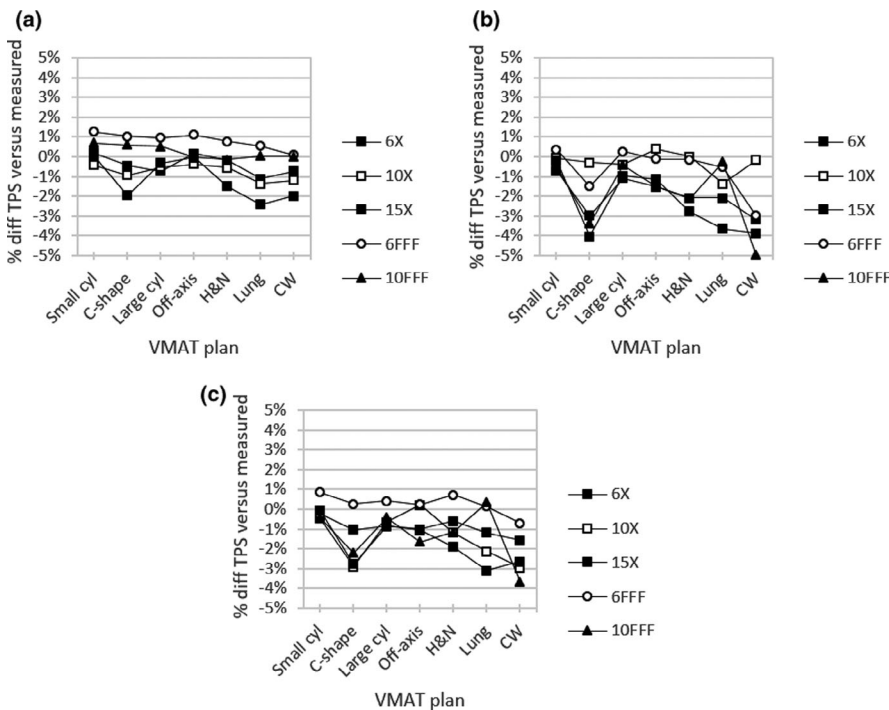 (a)
% diff TPS versus measured
5%
4%
3%
2%
1%
0%
-1%
-2%
-3%
-4%
-5%
Small cyl
C-shape
Large cyl
Off-axis
H&N
Lung
CW
VMAT plan
6X
10X
15X
6FFF
10FFF
(b)
% diff TPS versus measured
5%
4%
3%
2%
1%
0%
-1%
-2%
-3%
-4%
-5%
Small cyl
C-shape
Large cyl
Off-axis
H&N
Lung
CW
VMAT plan
6X
10X
15X
6FFF
10FFF
(c)
% diff TPS versus measured
5%
4%
3%
2%
1%
0%
-1%
-2%
-3%
-4%
-5%
Small cyl
C-shape
Large cyl
Off-axis
H&N
Lung
CW
VMAT plan
6X
10X
15X
6FFF
10FFF